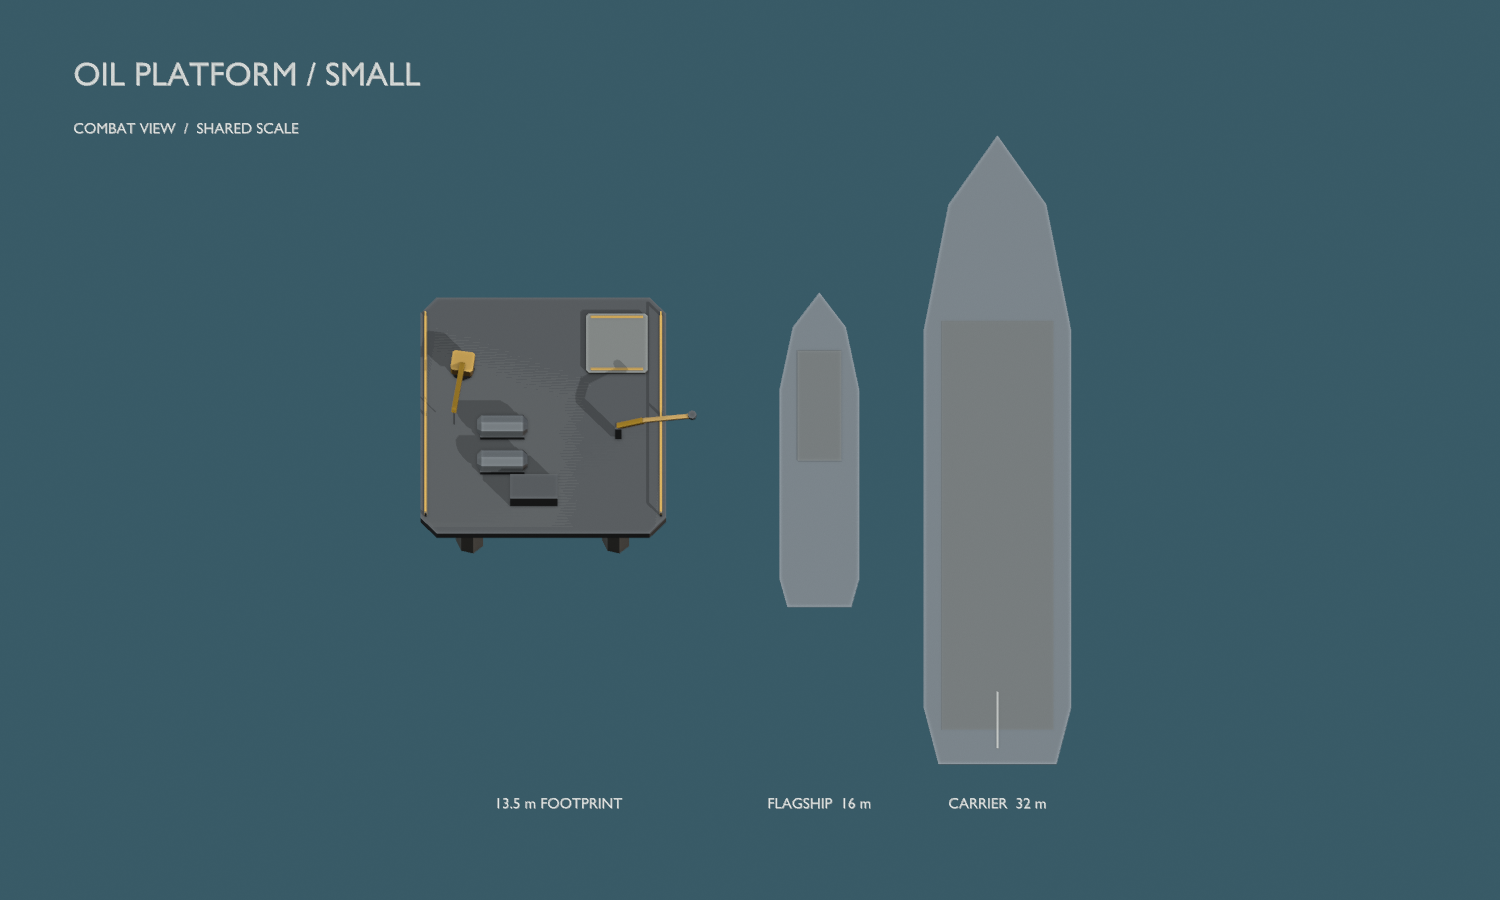 OIL PLATFORM / SMALL
COMBAT VIEW / SHARED SCALE
13.5 m FOOTPRINT
FLAGSHIP 16 m
CARRIER 32 m